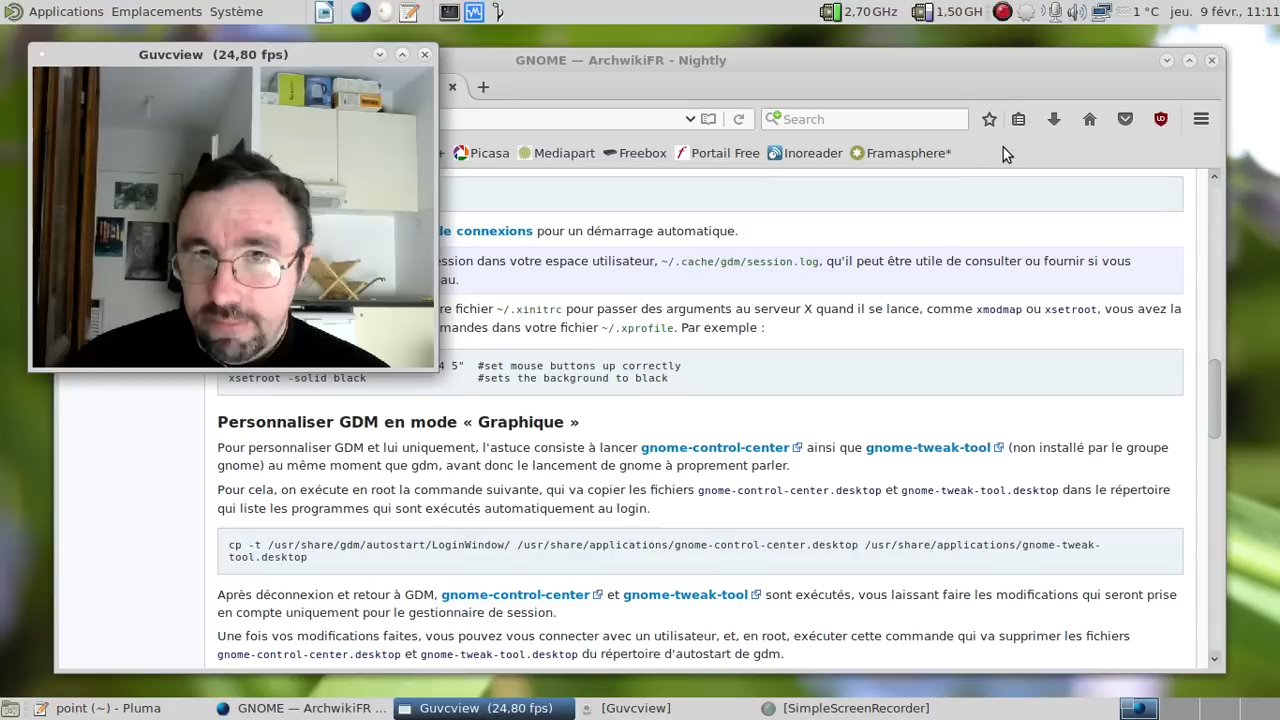 Applications Emplacements Système 2,70 GHz 1,50 GH 1 °C jeu. 9 févr., 11:11
Guvcview (24,80 fps)
GNOME — ArchwikiFR - Nightly
Search
Picasa Mediapart Freebox Portail Free Inoreader Framasphere*
de connexions pour un démarrage automatique.
ession dans votre espace utilisateur, ~/.cache/gdm/session.log, qu'il peut être utile de consulter ou fournir si vous
au.
re fichier ~/.xinitrc pour passer des arguments au serveur X quand il se lance, comme xmodmap ou xsetroot, vous avez la
mandes dans votre fichier ~/.xprofile. Par exemple :
4 5" #set mouse buttons up correctly
xsetroot -solid black #sets the background to black
Personnaliser GDM en mode « Graphique »
Pour personnaliser GDM et lui uniquement, l'astuce consiste à lancer gnome-control-center ainsi que gnome-tweak-tool (non installé par le groupe
gnome) au même moment que gdm, avant donc le lancement de gnome à proprement parler.
Pour cela, on exécute en root la commande suivante, qui va copier les fichiers gnome-control-center.desktop et gnome-tweak-tool.desktop dans le répertoire
qui liste les programmes qui sont exécutés automatiquement au login.
cp -t /usr/share/gdm/autostart/LoginWindow/ /usr/share/applications/gnome-control-center.desktop /usr/share/applications/gnome-tweak-
tool.desktop
Après déconnexion et retour à GDM, gnome-control-center et gnome-tweak-tool sont exécutés, vous laissant faire les modifications qui seront prise
en compte uniquement pour le gestionnaire de session.
Une fois vos modifications faites, vous pouvez vous connecter avec un utilisateur, et, en root, exécuter cette commande qui va supprimer les fichiers
gnome-control-center.desktop et gnome-tweak-tool.desktop du répertoire d'autostart de gdm.
point (~) - Pluma GNOME — ArchwikiFR ... Guvcview (24,80 fps) [Guvcview] [SimpleScreenRecorder]